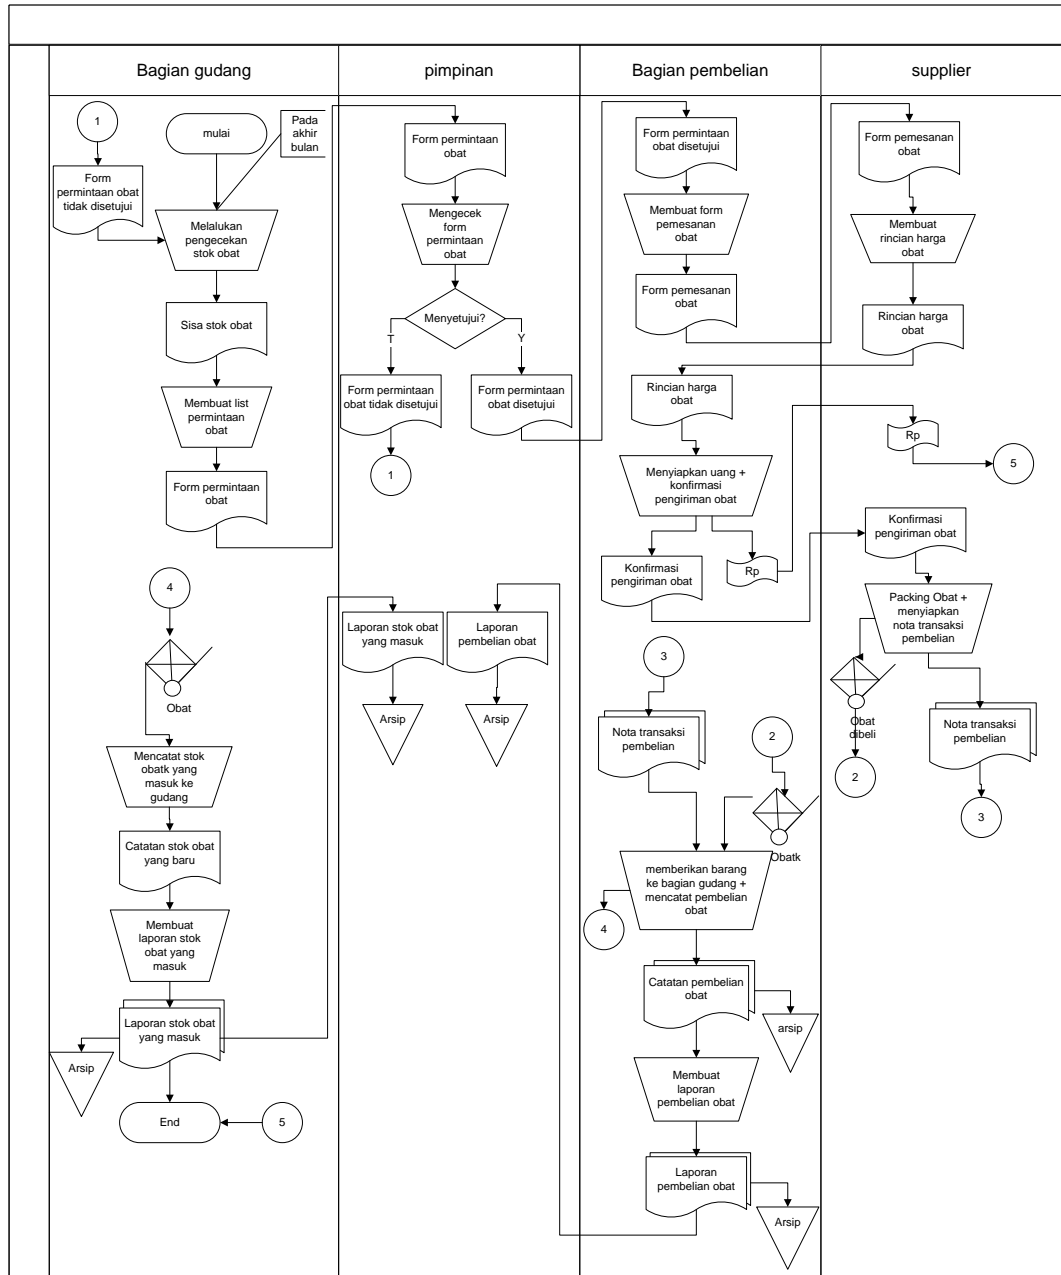 Bagian gudang
pimpinan
Bagian pembelian
supplier
1
mulai
Pada
akhir
bulan
Form
permintaan obat
tidak disetujui
Melalukan
pengecekan
stok obat
Sisa stok obat
Membuat list
permintaan
obat
Form permintaan
obat
4
Obat
Mencatat stok
obatk yang
masuk ke
gudang
Catatan stok obat
yang baru
Membuat
laporan stok
obat yang
masuk
Laporan stok obat
yang masuk
Arsip
End
5
Form permintaan
obat
Mengecek
form
permintaan
obat
Menyetujui?
T
Y
Form permintaan
obat tidak disetujui
Form permintaan
obat disetujui
1
Laporan stok obat
yang masuk
Laporan
pembelian obat
Arsip
Arsip
Form permintaan
obat disetujui
Membuat form
pemesanan
obat
Form pemesanan
obat
Rincian harga
obat
Menyiapkan uang +
konfirmasi
pengiriman obat
Konfirmasi
pengiriman obat
Rp
3
Nota transaksi
pembelian
2
Obatk
memberikan barang
ke bagian gudang +
mencatat pembelian
obat
4
Catatan pembelian
obat
arsip
Membuat
laporan
pembelian obat
Laporan
pembelian obat
Arsip
Form pemesanan
obat
Membuat
rincian harga
obat
Rincian harga
obat
Rp
5
Konfirmasi
pengiriman obat
Packing Obat +
menyiapkan
nota transaksi
pembelian
Obat
dibeli
2
Nota transaksi
pembelian
3